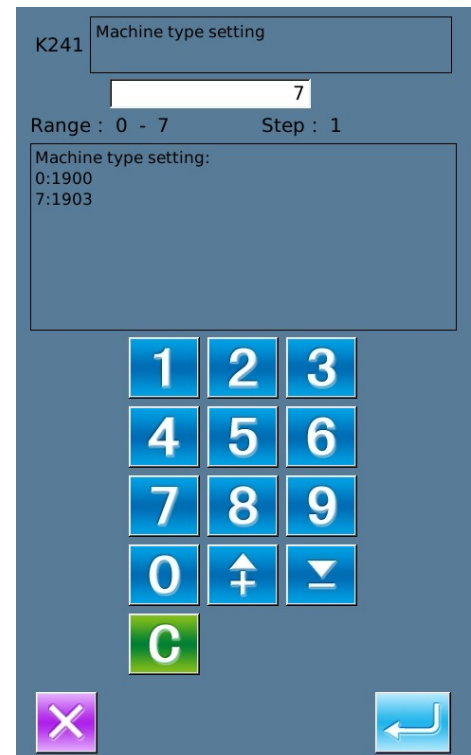 K241 Machine type setting
7
Range : 0 - 7 Step : 1
Machine type setting:
0:1900
7:1903
1 2 3
4 5 6
7 8 9
0
C